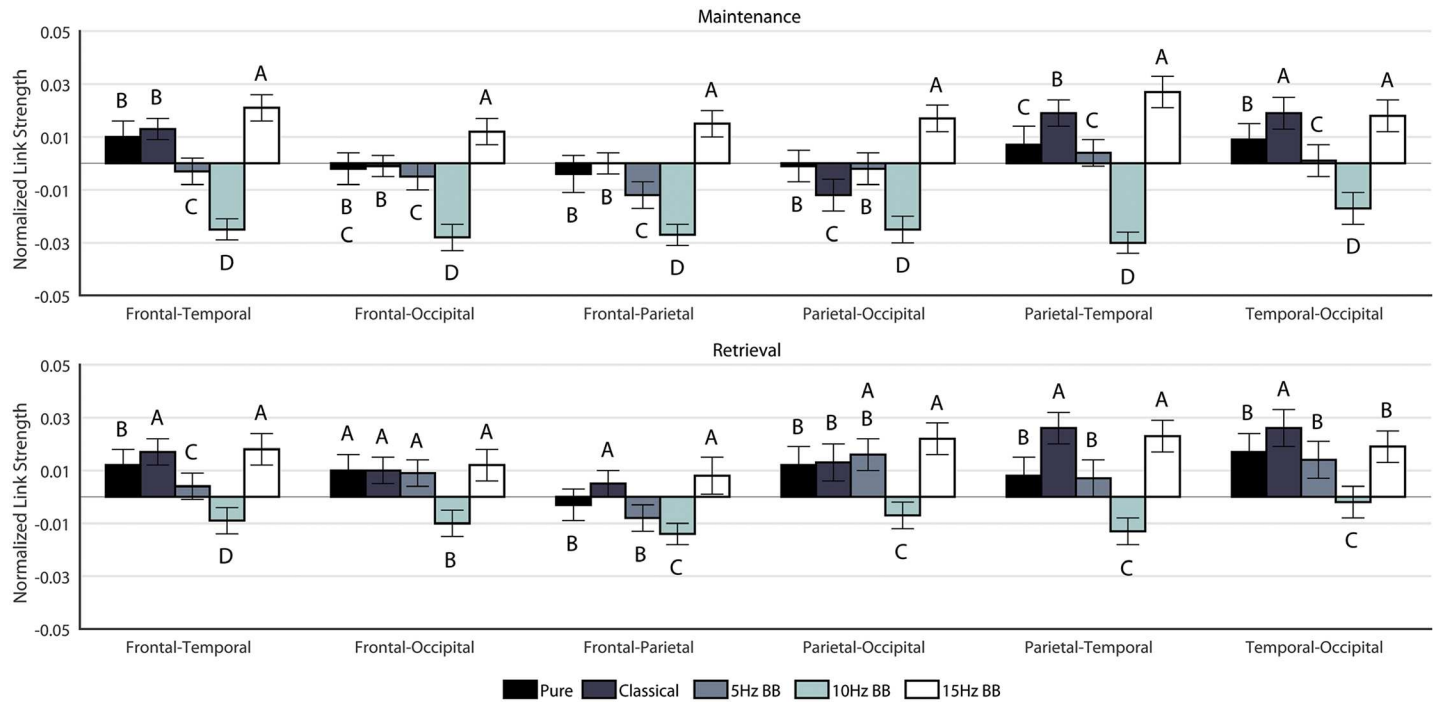 Maintenance
Normalized Link Strength
0.05
0.03
0.01
-0.01
-0.03
-0.05
B B C D A
B C B C D A
B B C D A
B C B D A
C B C D A
B A C D A
Frontal-Temporal Frontal-Occipital Frontal-Parietal Parietal-Occipital Parietal-Temporal Temporal-Occipital
Retrieval
Normalized Link Strength
0.05
0.03
0.01
-0.01
-0.03
-0.05
B A C D A
A A A B A
B A B C A
B B A B C A
B A B C A
B A B C B
Frontal-Temporal Frontal-Occipital Frontal-Parietal Parietal-Occipital Parietal-Temporal Temporal-Occipital
Pure Classical 5Hz BB 10Hz BB 15Hz BB